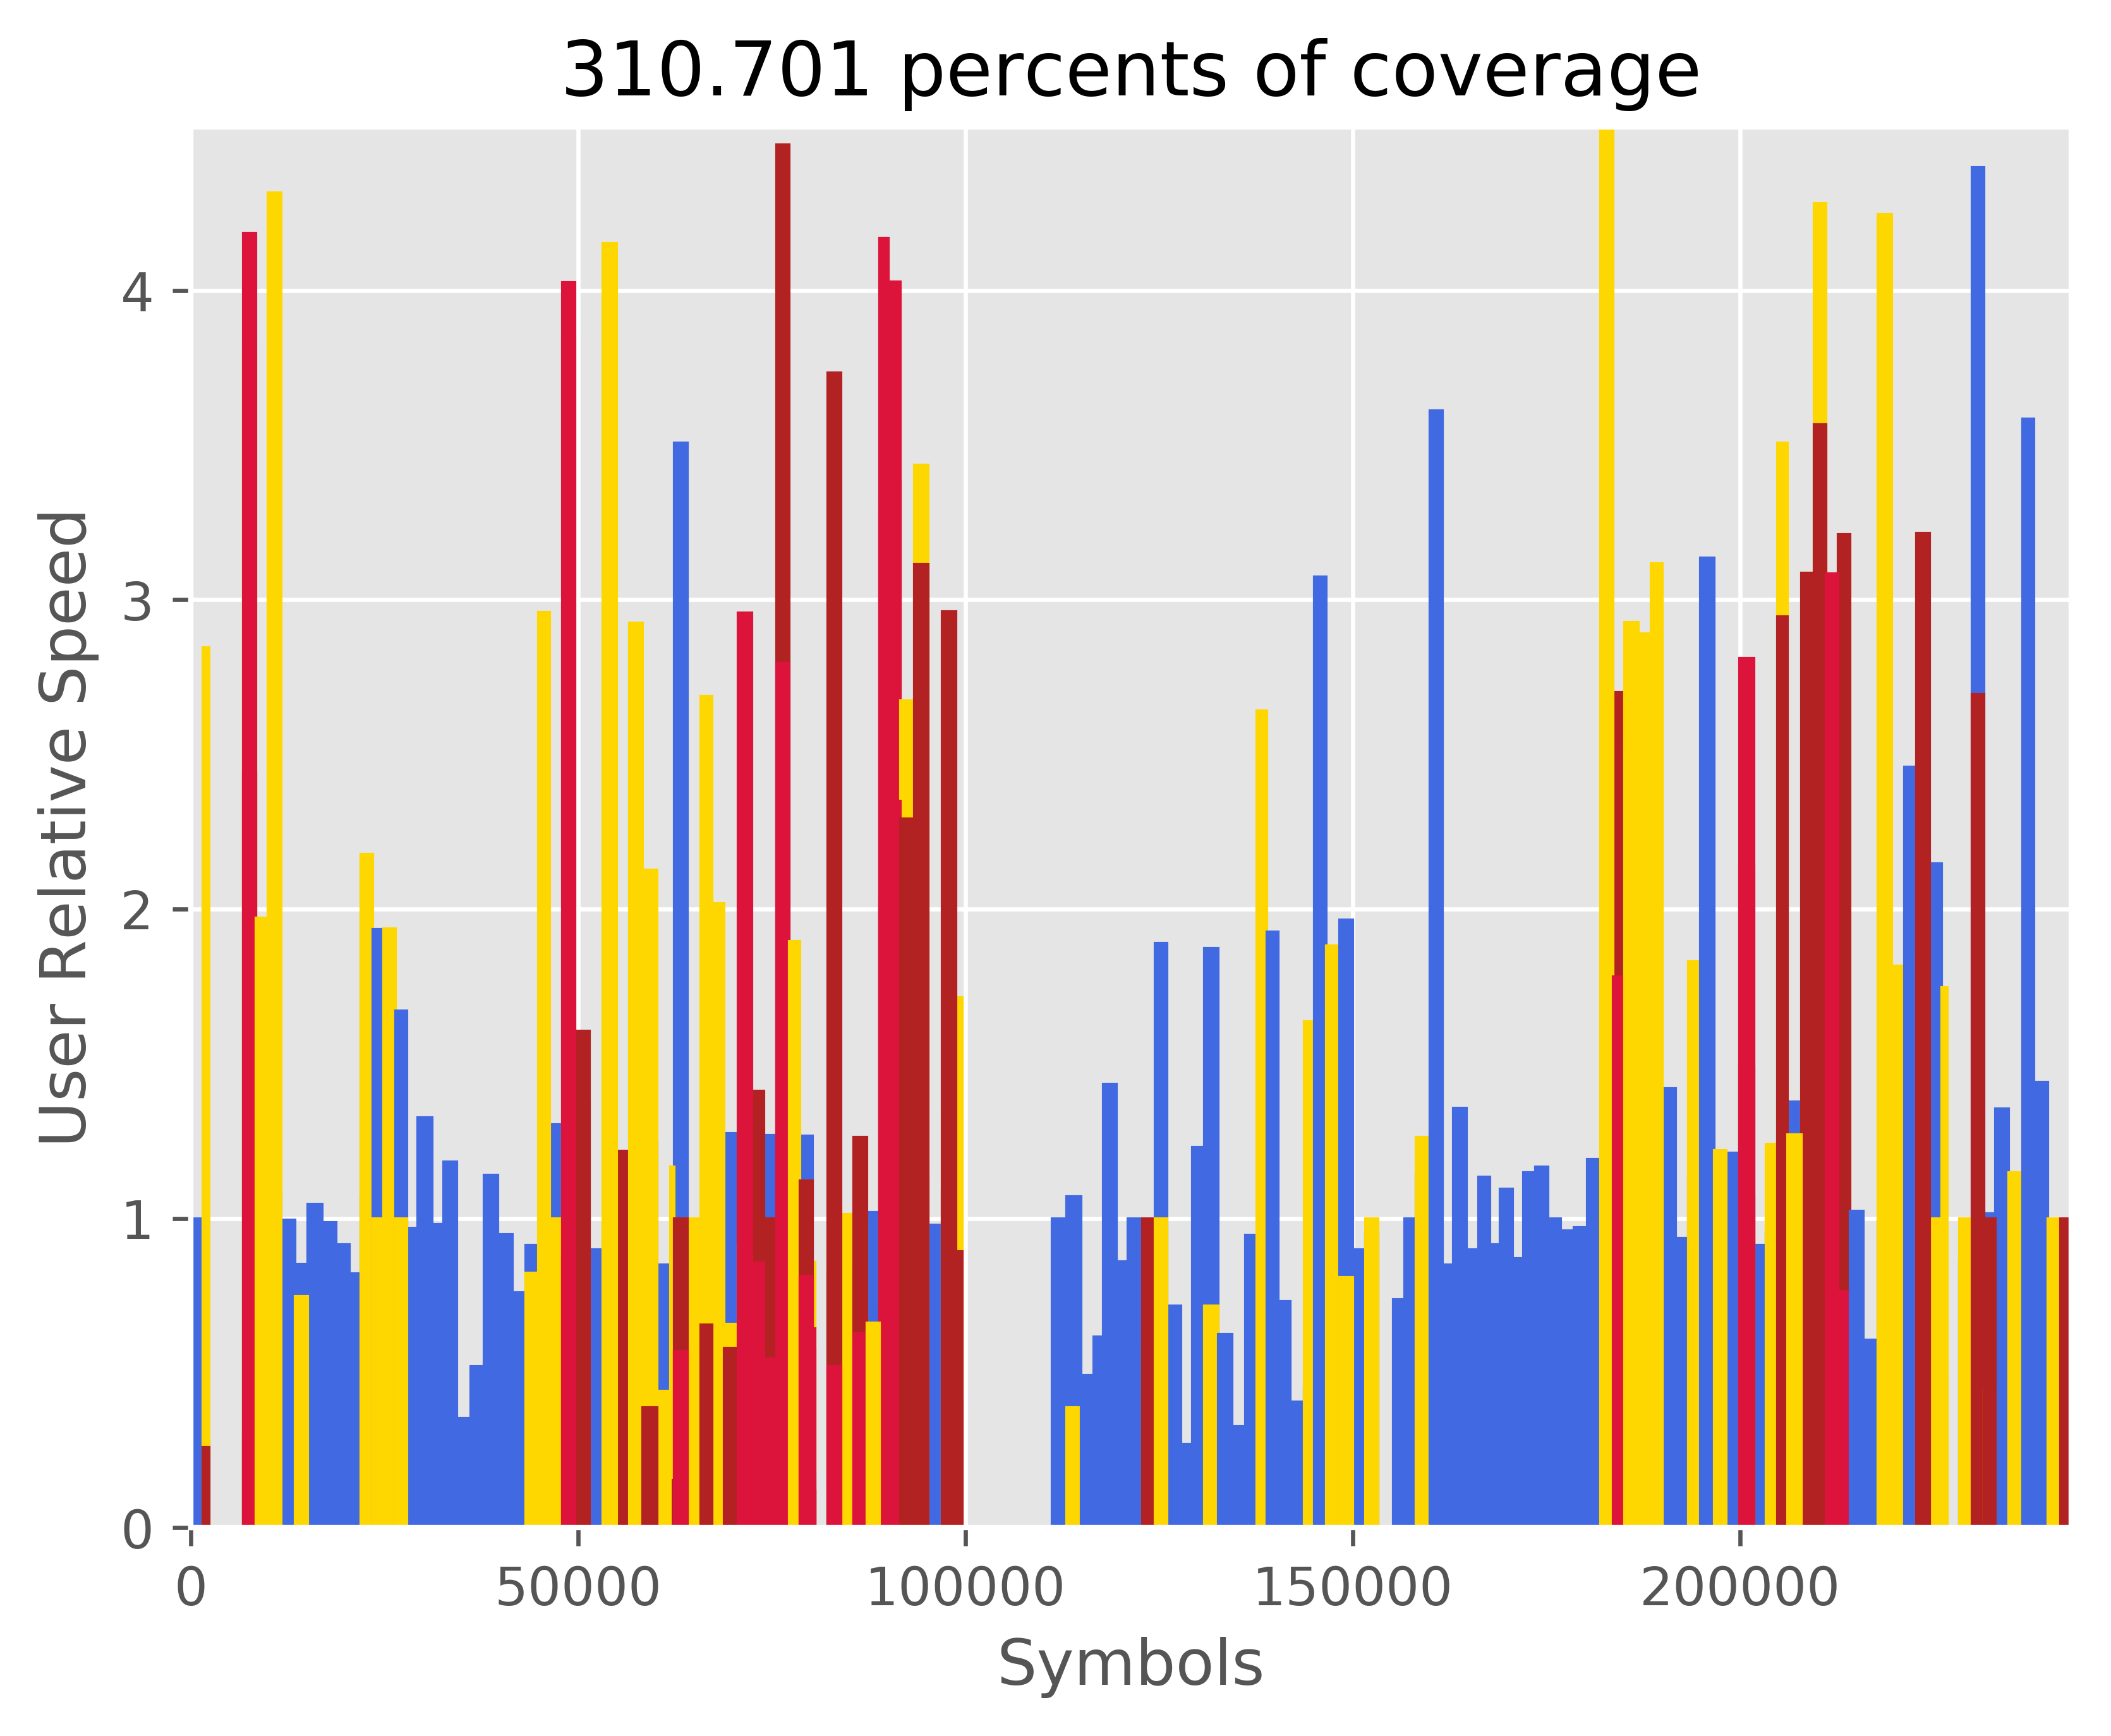 310.701 percents of coverage
User Relative Speed
4
3
2
1
0
0 50000 100000 150000 200000
Symbols